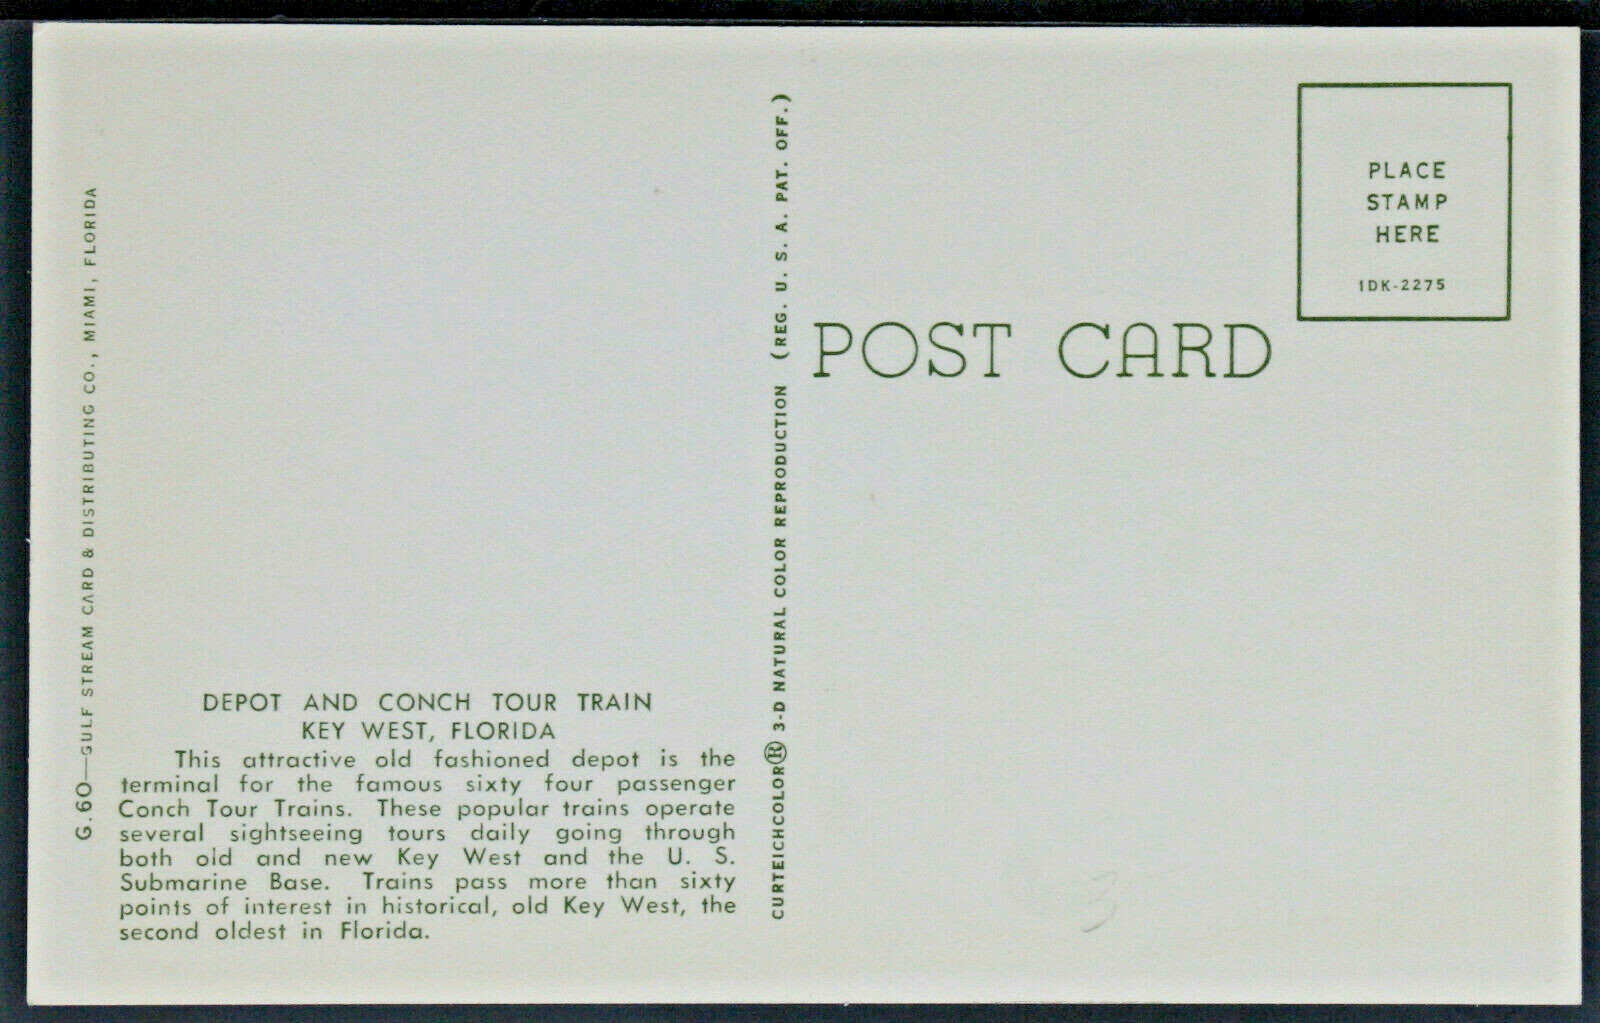 G.60—GULF STREAM CARD & DISTRIBUTING CO., MIAMI, FLORIDA
DEPOT AND CONCH TOUR TRAIN
KEY WEST, FLORIDA
This attractive old fashioned depot is the
terminal for the famous sixty four passenger
Conch Tour Trains. These popular trains operate
several sightseeing tours daily going through
both old and new Key West and the U. S.
Submarine Base. Trains pass more than sixty
points of interest in historical, old Key West, the
second oldest in Florida.
CURTEICHCOLOR® 3-D NATURAL COLOR REPRODUCTION (REG. U. S. A. PAT. OFF.)
POST CARD
PLACE
STAMP
HERE
1DK-2275
3